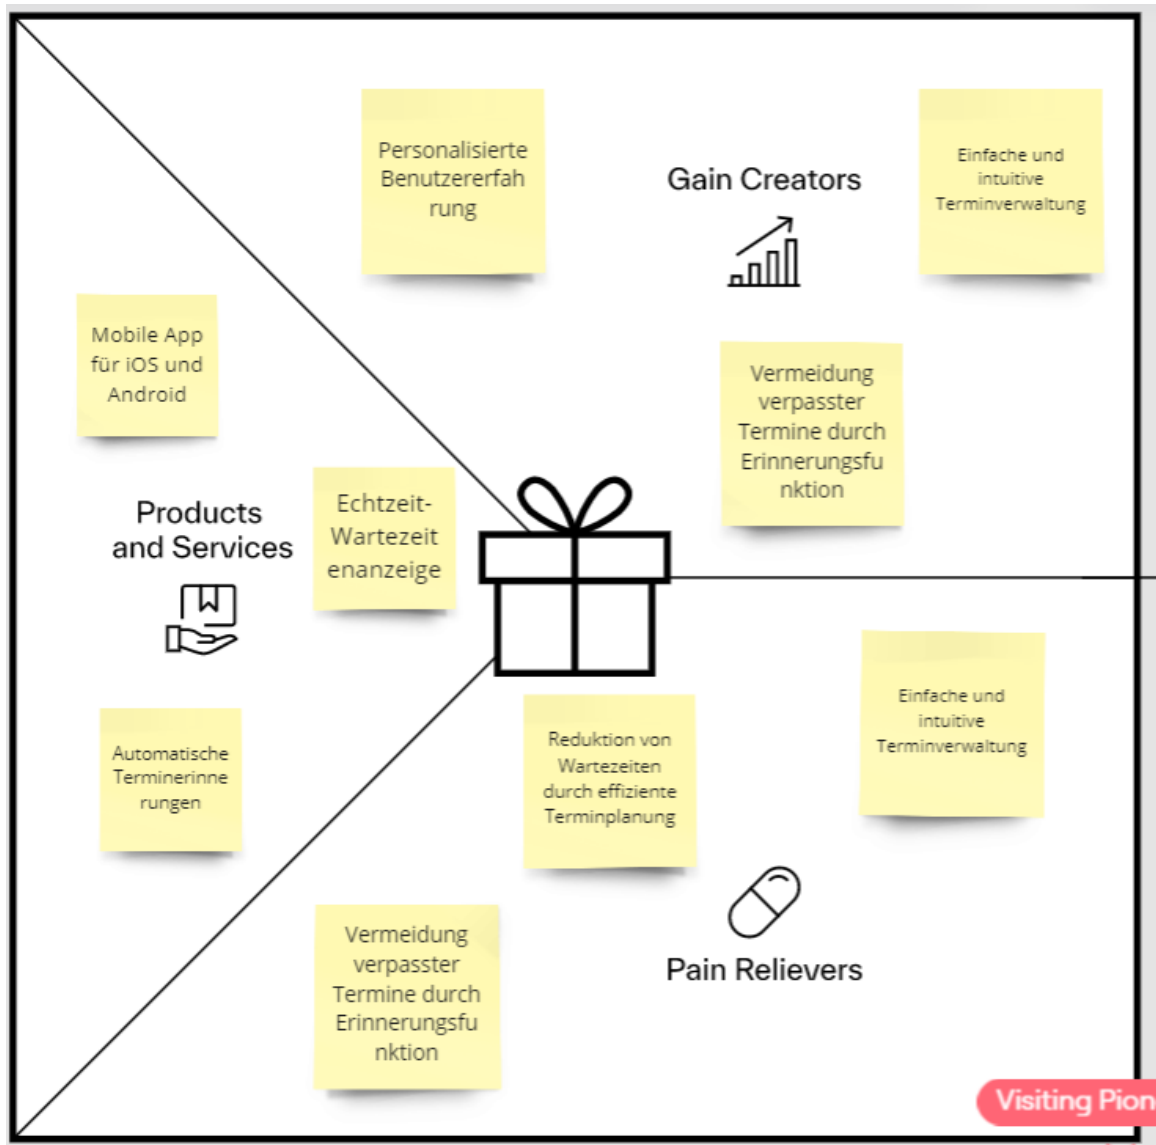 Personalisierte
Benutzererfah
rung
Gain Creators
Einfache und
intuitive
Terminverwaltung
Mobile App
für iOS und
Android
Vermeidung
verpasster
Termine durch
Erinnerungsfu
nktion
Products
and Services
Echtzeit-
Wartezeit
enanzeige
Einfache und
intuitive
Terminverwaltung
Automatische
Terminerinne
rungen
Reduktion von
Wartezeiten
durch effiziente
Terminplanung
Vermeidung
verpasster
Termine durch
Erinnerungsfu
nktion
Pain Relievers
Visiting Pion